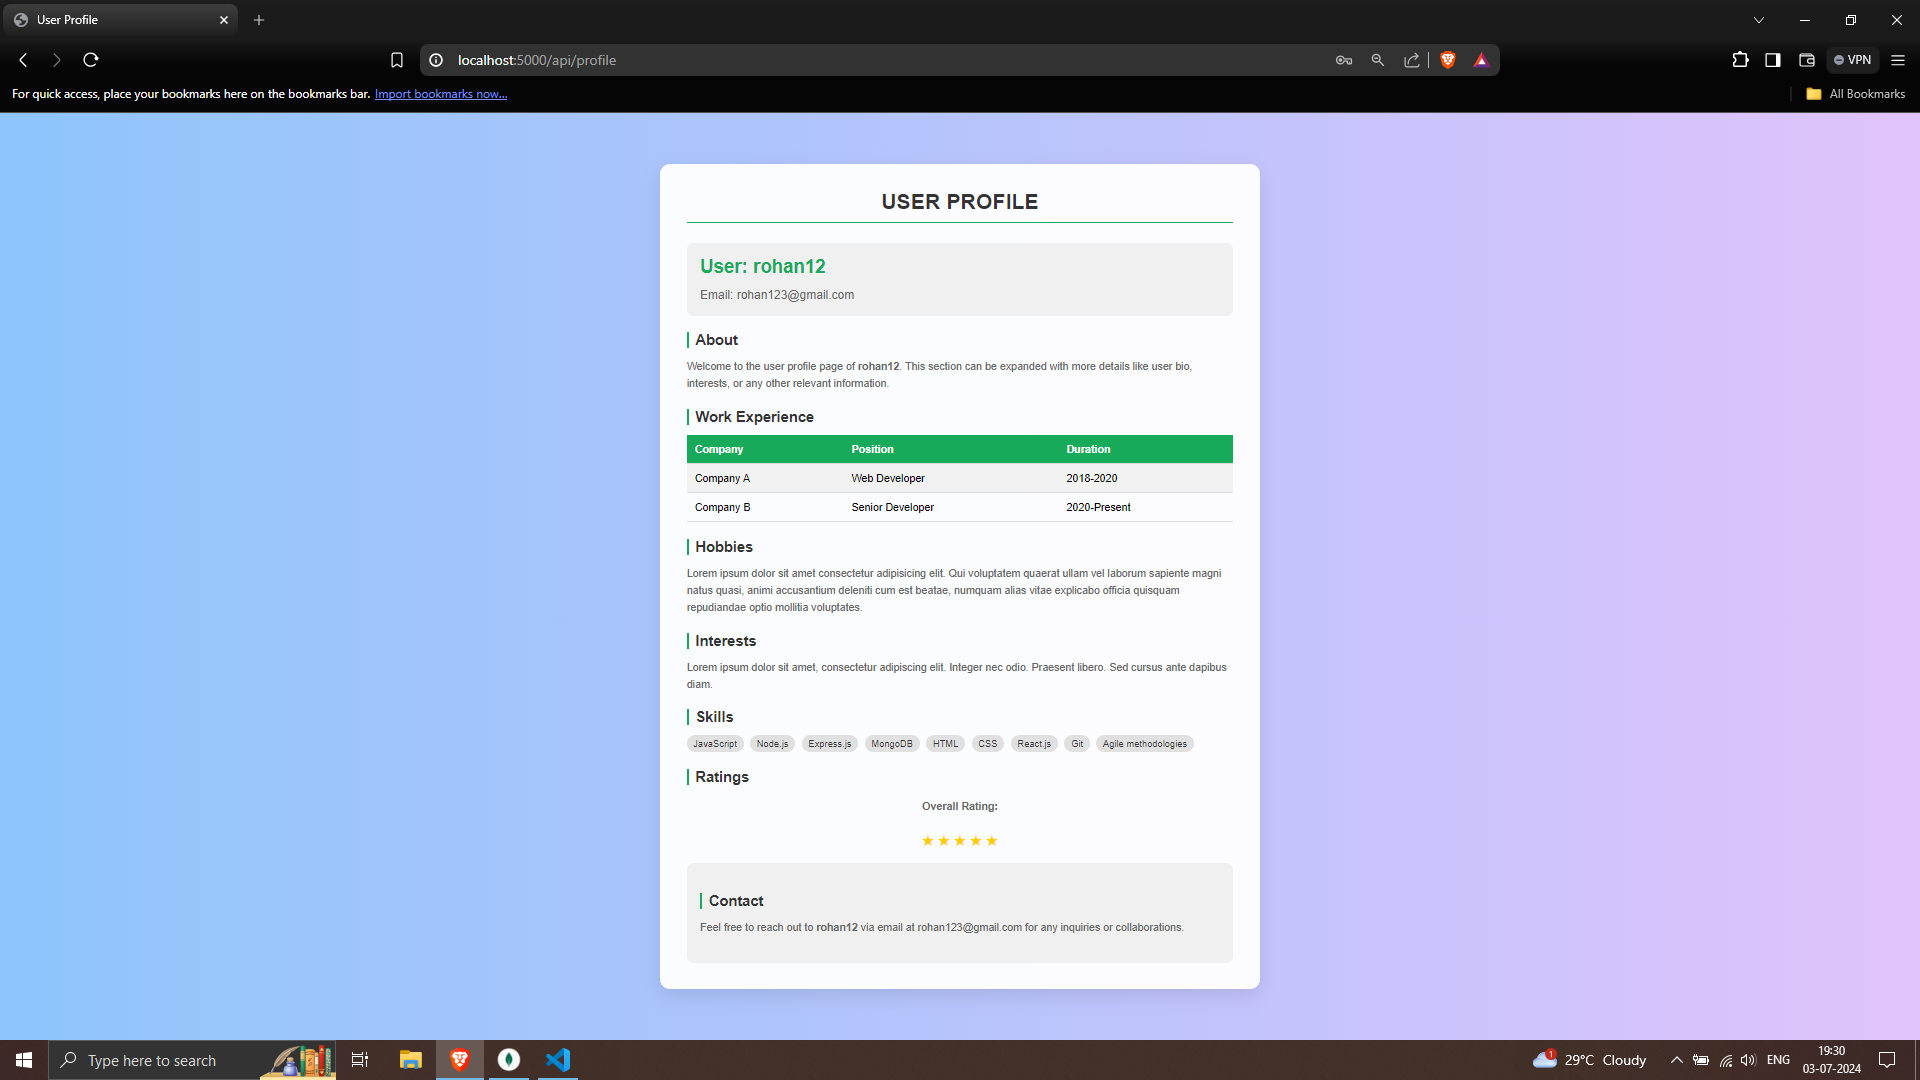 User Profile
localhost:5000/api/profile
VPN
For quick access, place your bookmarks here on the bookmarks bar. Import bookmarks now...
All Bookmarks
USER PROFILE
User: rohan12
Email: rohan123@gmail.com
About
Welcome to the user profile page of rohan12. This section can be expanded with more details like user bio,
interests, or any other relevant information.
Work Experience
Company Position Duration
Company A Web Developer 2018-2020
Company B Senior Developer 2020-Present
Hobbies
Lorem ipsum dolor sit amet consectetur adipisicing elit. Qui voluptatem quaerat ullam vel laborum sapiente magni
natus quasi, animi accusantium deleniti cum est beatae, numquam alias vitae explicabo officia quisquam
repudiandae optio mollitia voluptates.
Interests
Lorem ipsum dolor sit amet, consectetur adipiscing elit. Integer nec odio. Praesent libero. Sed cursus ante dapibus
diam.
Skills
JavaScript Node.js Express.js MongoDB HTML CSS React.js Git Agile methodologies
Ratings
Overall Rating:
★ ★ ★ ★ ★
Contact
Feel free to reach out to rohan12 via email at rohan123@gmail.com for any inquiries or collaborations.
Type here to search
1
29°C Cloudy
ENG
19:30
03-07-2024